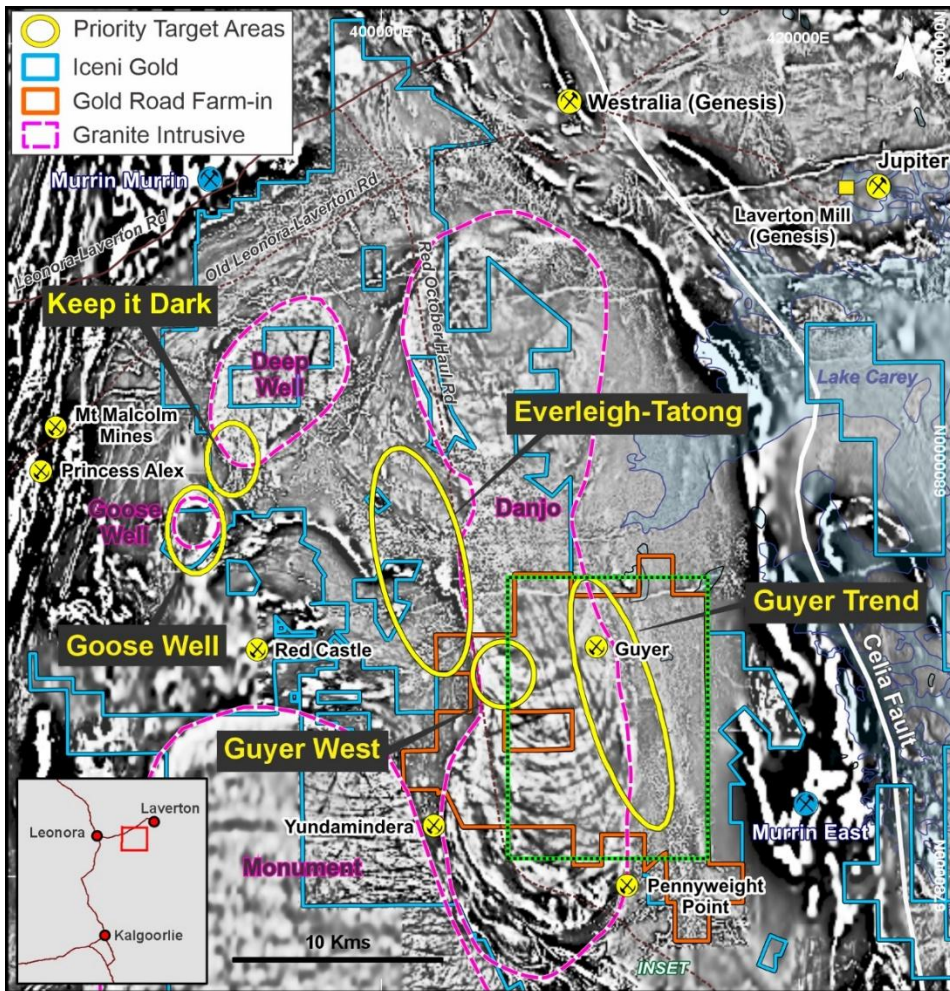 Priority Target Areas
Iceni Gold
Gold Road Farm-in
Granite Intrusive
400000E
420000E
6820000N
Westralia (Genesis)
Jupiter
Laverton Mill
(Genesis)
Murrin Murrin
Leonora-Laverton Rd
Old Leonora-Laverton Rd
Red October Haul Rd
Keep it Dark
Deep
Well
Lake Carey
Everleigh-Tatong
Mt Malcolm
Mines
Princess Alex
6800000N
Goose
Well
Danjo
Guyer Trend
Goose Well
Red Castle
Guyer
Celia Fault
Guyer West
Yundamindera
Murrin East
Monument
Pennyweight
Point
6780000N
10 Kms
INSET
Laverton
Leonora
Kalgoorlie